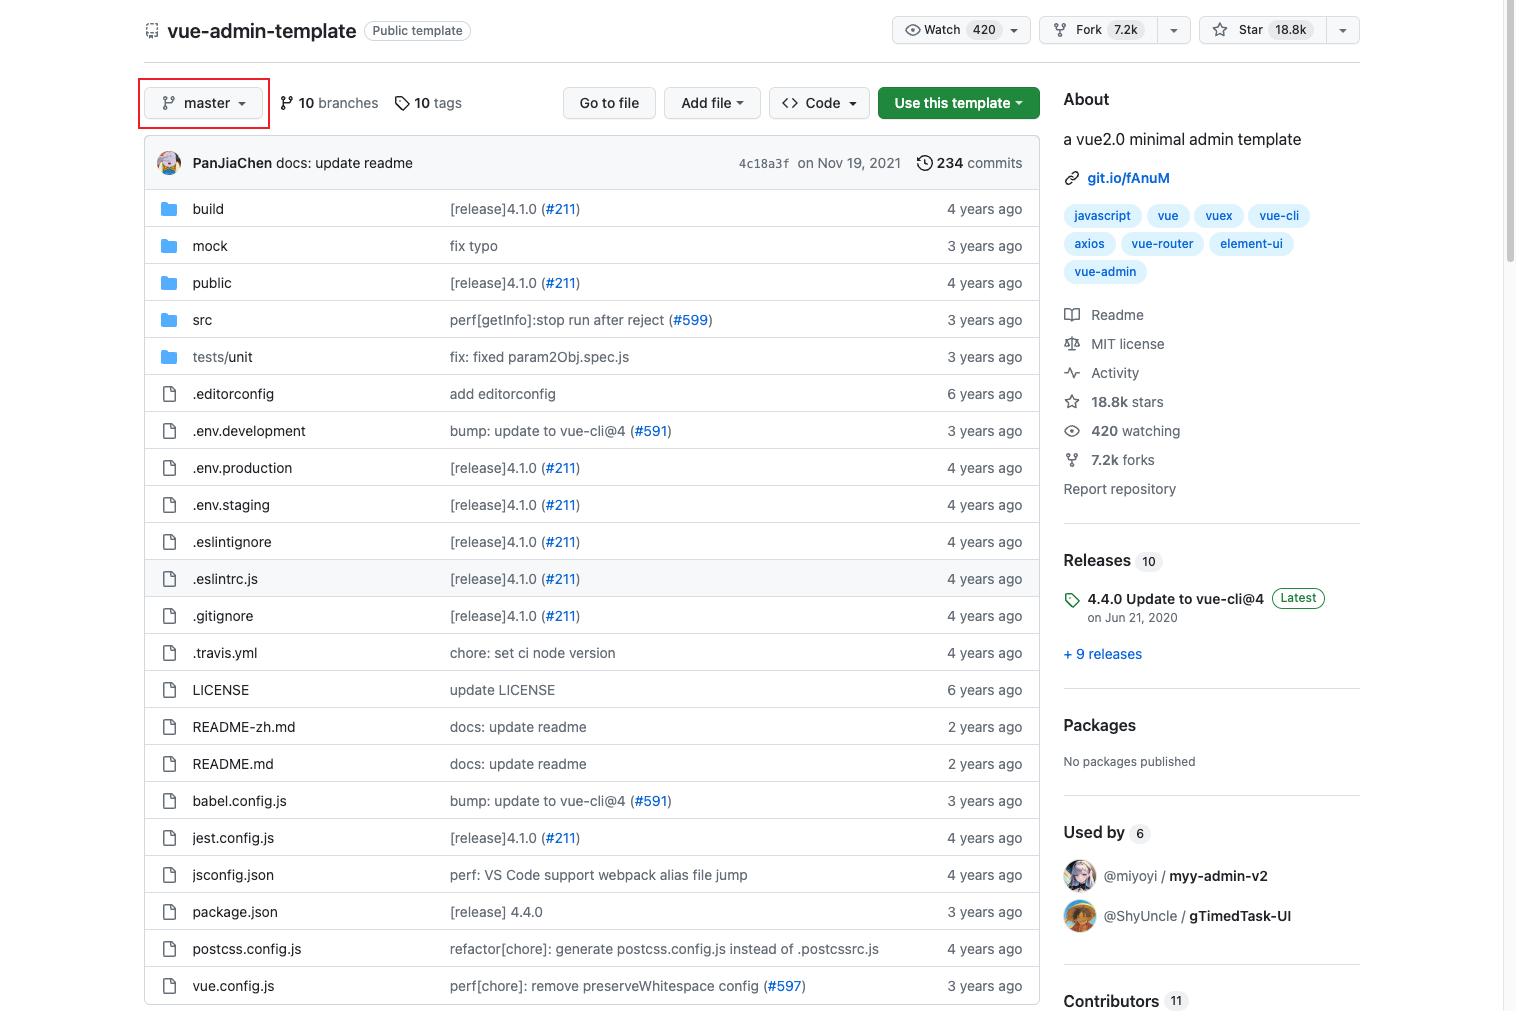 vue-admin-template Public template Watch 420 Fork 7.2k Star 18.8k
master 10 branches 10 tags Go to file Add file Code Use this template
PanJiaChen docs: update readme 4c18a3f on Nov 19, 2021 234 commits
build [release]4.1.0 (#211) 4 years ago
mock fix typo 3 years ago
public [release]4.1.0 (#211) 4 years ago
src perf[getInfo]:stop run after reject (#599) 3 years ago
tests/unit fix: fixed param2Obj.spec.js 3 years ago
.editorconfig add editorconfig 6 years ago
.env.development bump: update to vue-cli@4 (#591) 3 years ago
.env.production [release]4.1.0 (#211) 4 years ago
.env.staging [release]4.1.0 (#211) 4 years ago
.eslintignore [release]4.1.0 (#211) 4 years ago
.eslintrc.js [release]4.1.0 (#211) 4 years ago
.gitignore [release]4.1.0 (#211) 4 years ago
.travis.yml chore: set ci node version 4 years ago
LICENSE update LICENSE 6 years ago
README-zh.md docs: update readme 2 years ago
README.md docs: update readme 2 years ago
babel.config.js bump: update to vue-cli@4 (#591) 3 years ago
jest.config.js [release]4.1.0 (#211) 4 years ago
jsconfig.json perf: VS Code support webpack alias file jump 4 years ago
package.json [release] 4.4.0 3 years ago
postcss.config.js refactor[chore]: generate postcss.config.js instead of .postcssrc.js 4 years ago
vue.config.js perf[chore]: remove preserveWhitespace config (#597) 3 years ago
About
a vue2.0 minimal admin template
git.io/fAnuM
javascript vue vuex vue-cli
axios vue-router element-ui
vue-admin
Readme
MIT license
Activity
18.8k stars
420 watching
7.2k forks
Report repository
Releases 10
4.4.0 Update to vue-cli@4 Latest
on Jun 21, 2020
+ 9 releases
Packages
No packages published
Used by 6
@miyoyi / myy-admin-v2
@ShyUncle / gTimedTask-UI
Contributors 11